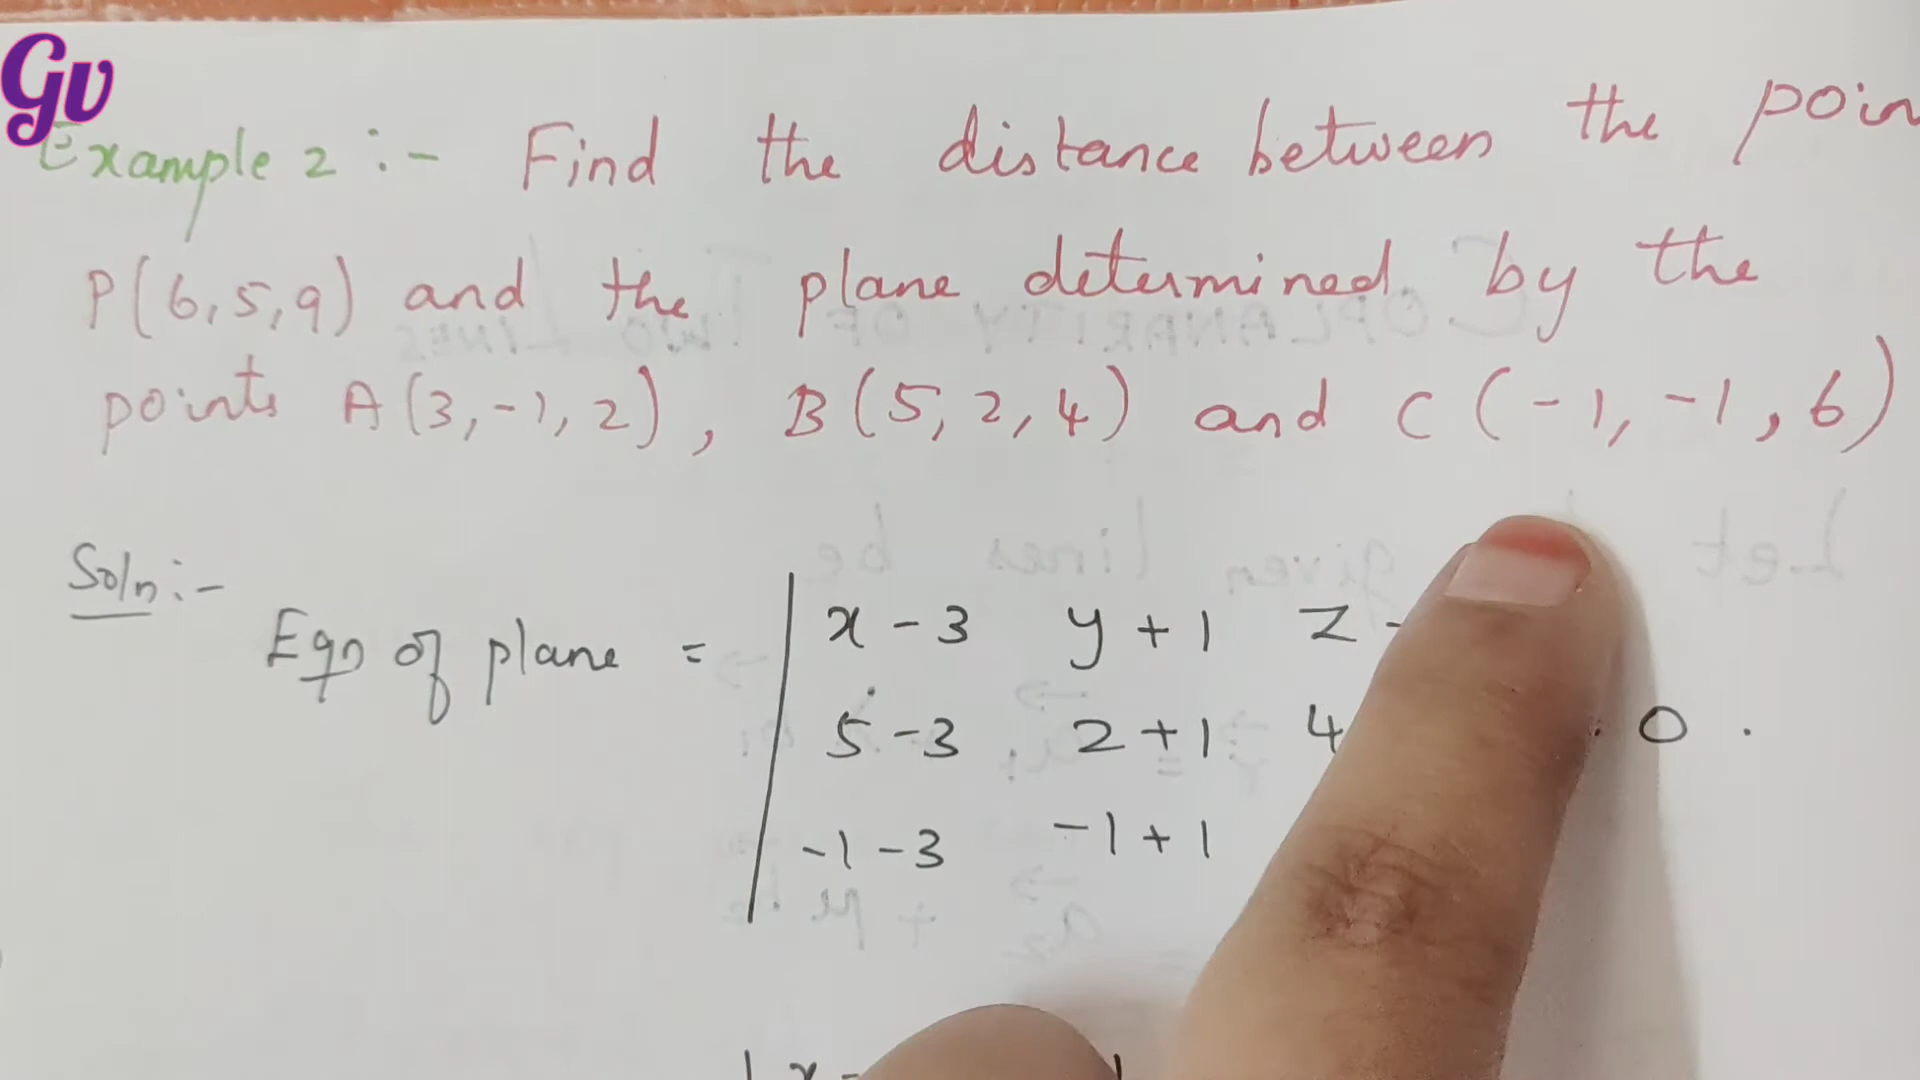 Gv
Example 2 :- Find the distance between the poin
P(6,5,9) and the plane determined by the
points A(3,-1,2), B(5,2,4) and C(-1,-1,6)
Soln:-
Eqn of plane = | x-3 y+1 z-
5-3 2+1 4 0.
-1-3 -1+1